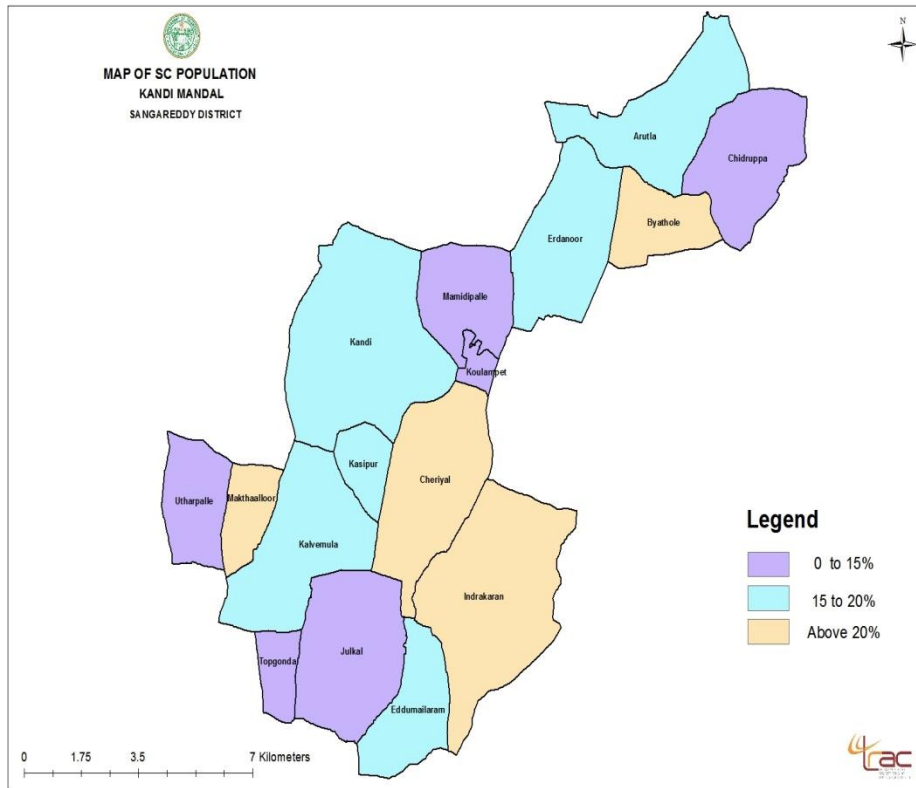 MAP OF SC POPULATION
KANDI MANDAL
SANGAREDDY DISTRICT
N
Arutla
Chidruppa
Byathole
Erdanoor
Mamidipalle
Kandi
Koulampet
Kasipur
Cheriyal
Utharpalle
Makthaalloor
Kalvemula
Indrakaran
Topgonda
Julkal
Eddumailaram
Legend
0 to 15%
15 to 20%
Above 20%
0 1.75 3.5 7 Kilometers
trac